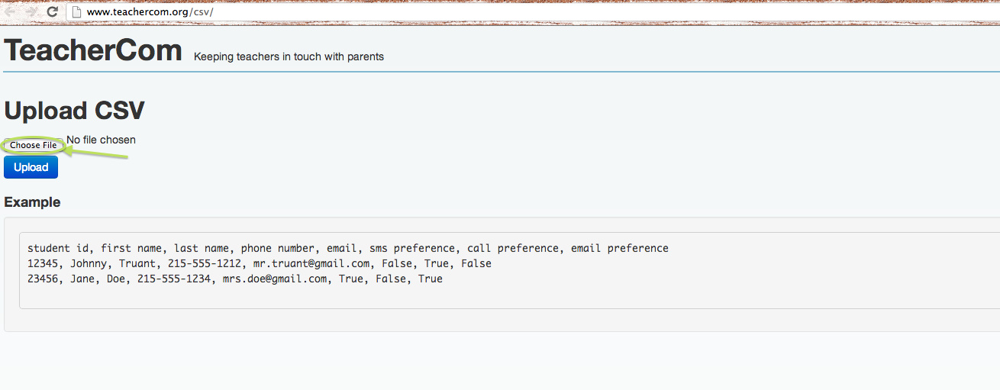 www.teachercom.org/csv/
TeacherCom Keeping teachers in touch with parents
Upload CSV
Choose File No file chosen
Upload
Example
student id, first name, last name, phone number, email, sms preference, call preference, email preference
12345, Johnny, Truant, 215-555-1212, mr.truant@gmail.com, False, True, False
23456, Jane, Doe, 215-555-1234, mrs.doe@gmail.com, True, False, True